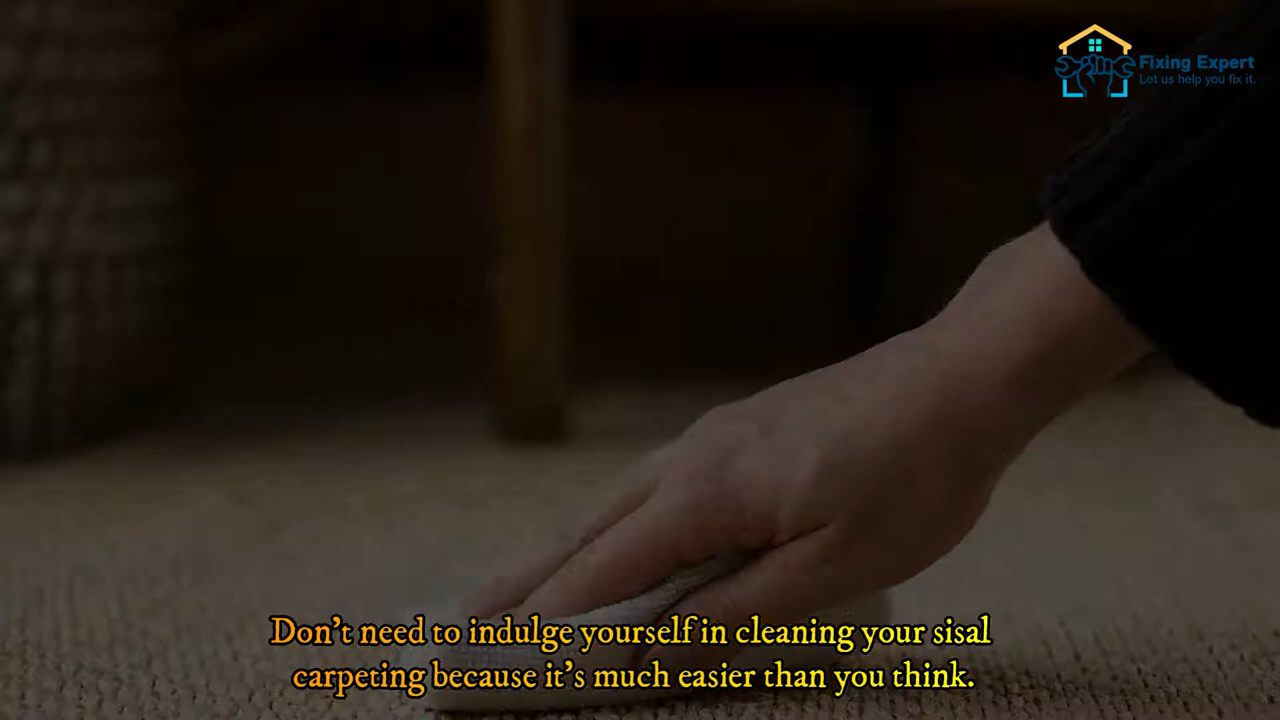 Fixing Expert
Let us help you fix it.
Don't need to indulge yourself in cleaning your sisal
carpeting because it's much easier than you think.